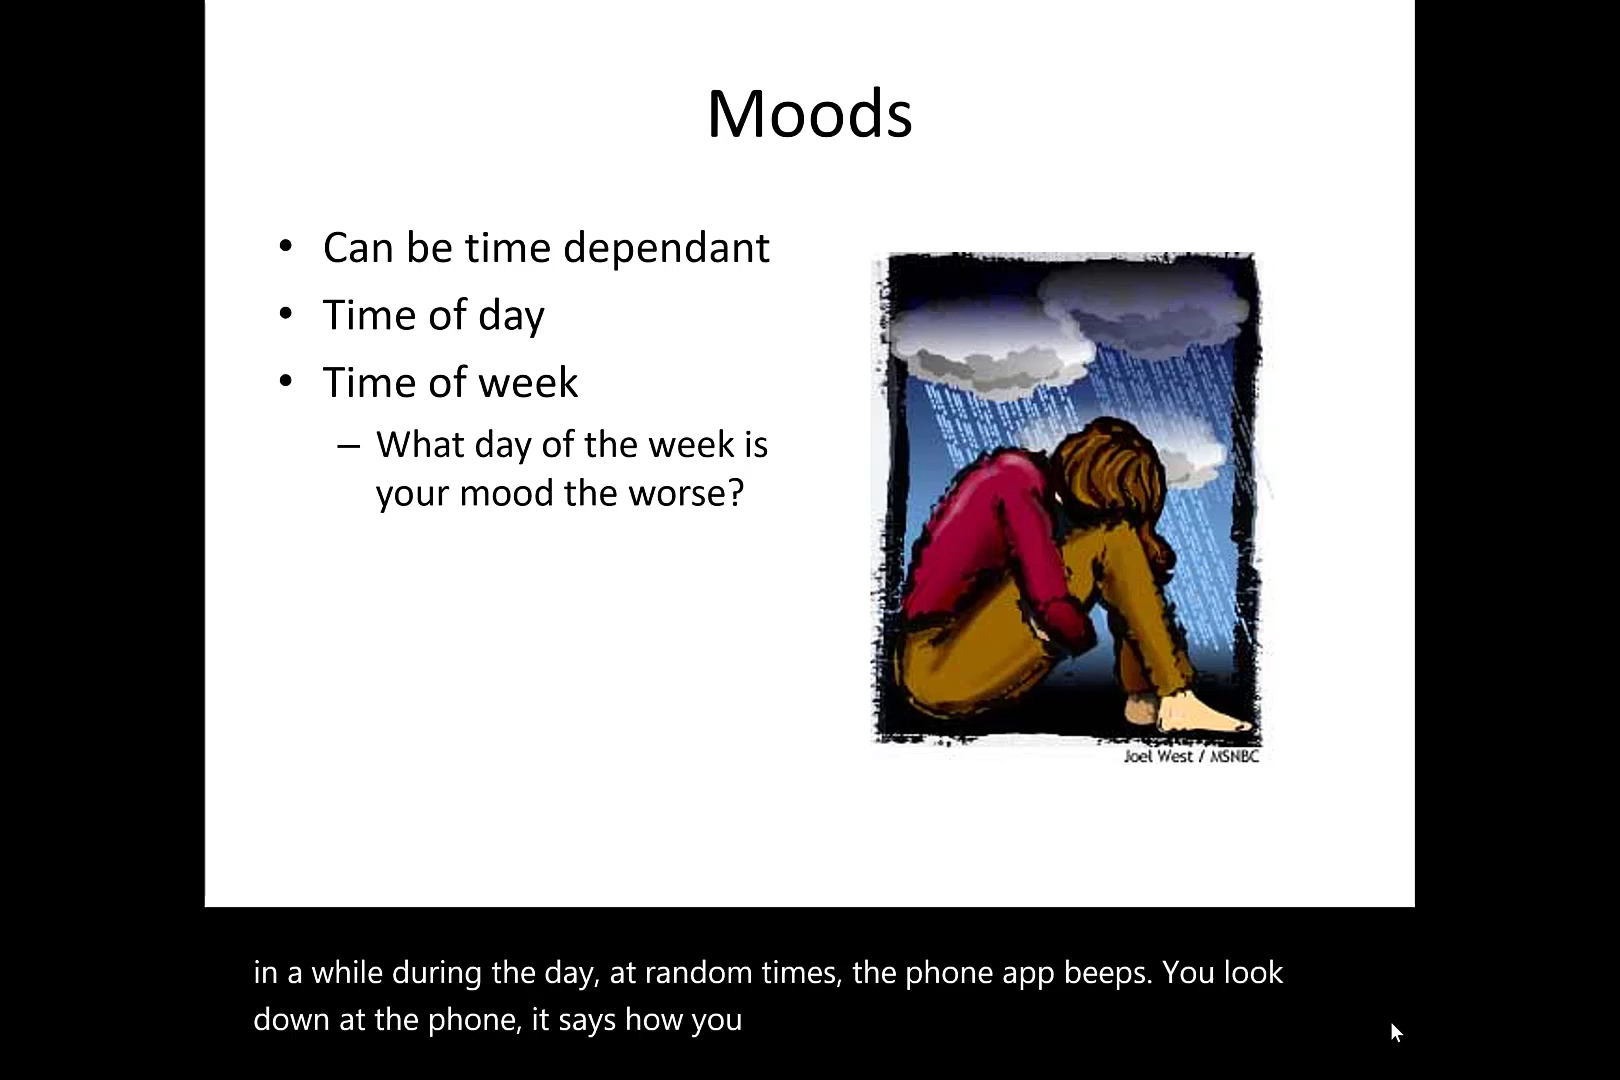 Moods
• Can be time dependant
• Time of day
• Time of week
– What day of the week is
your mood the worse?
Joel West / MSNBC
in a while during the day, at random times, the phone app beeps. You look
down at the phone, it says how you